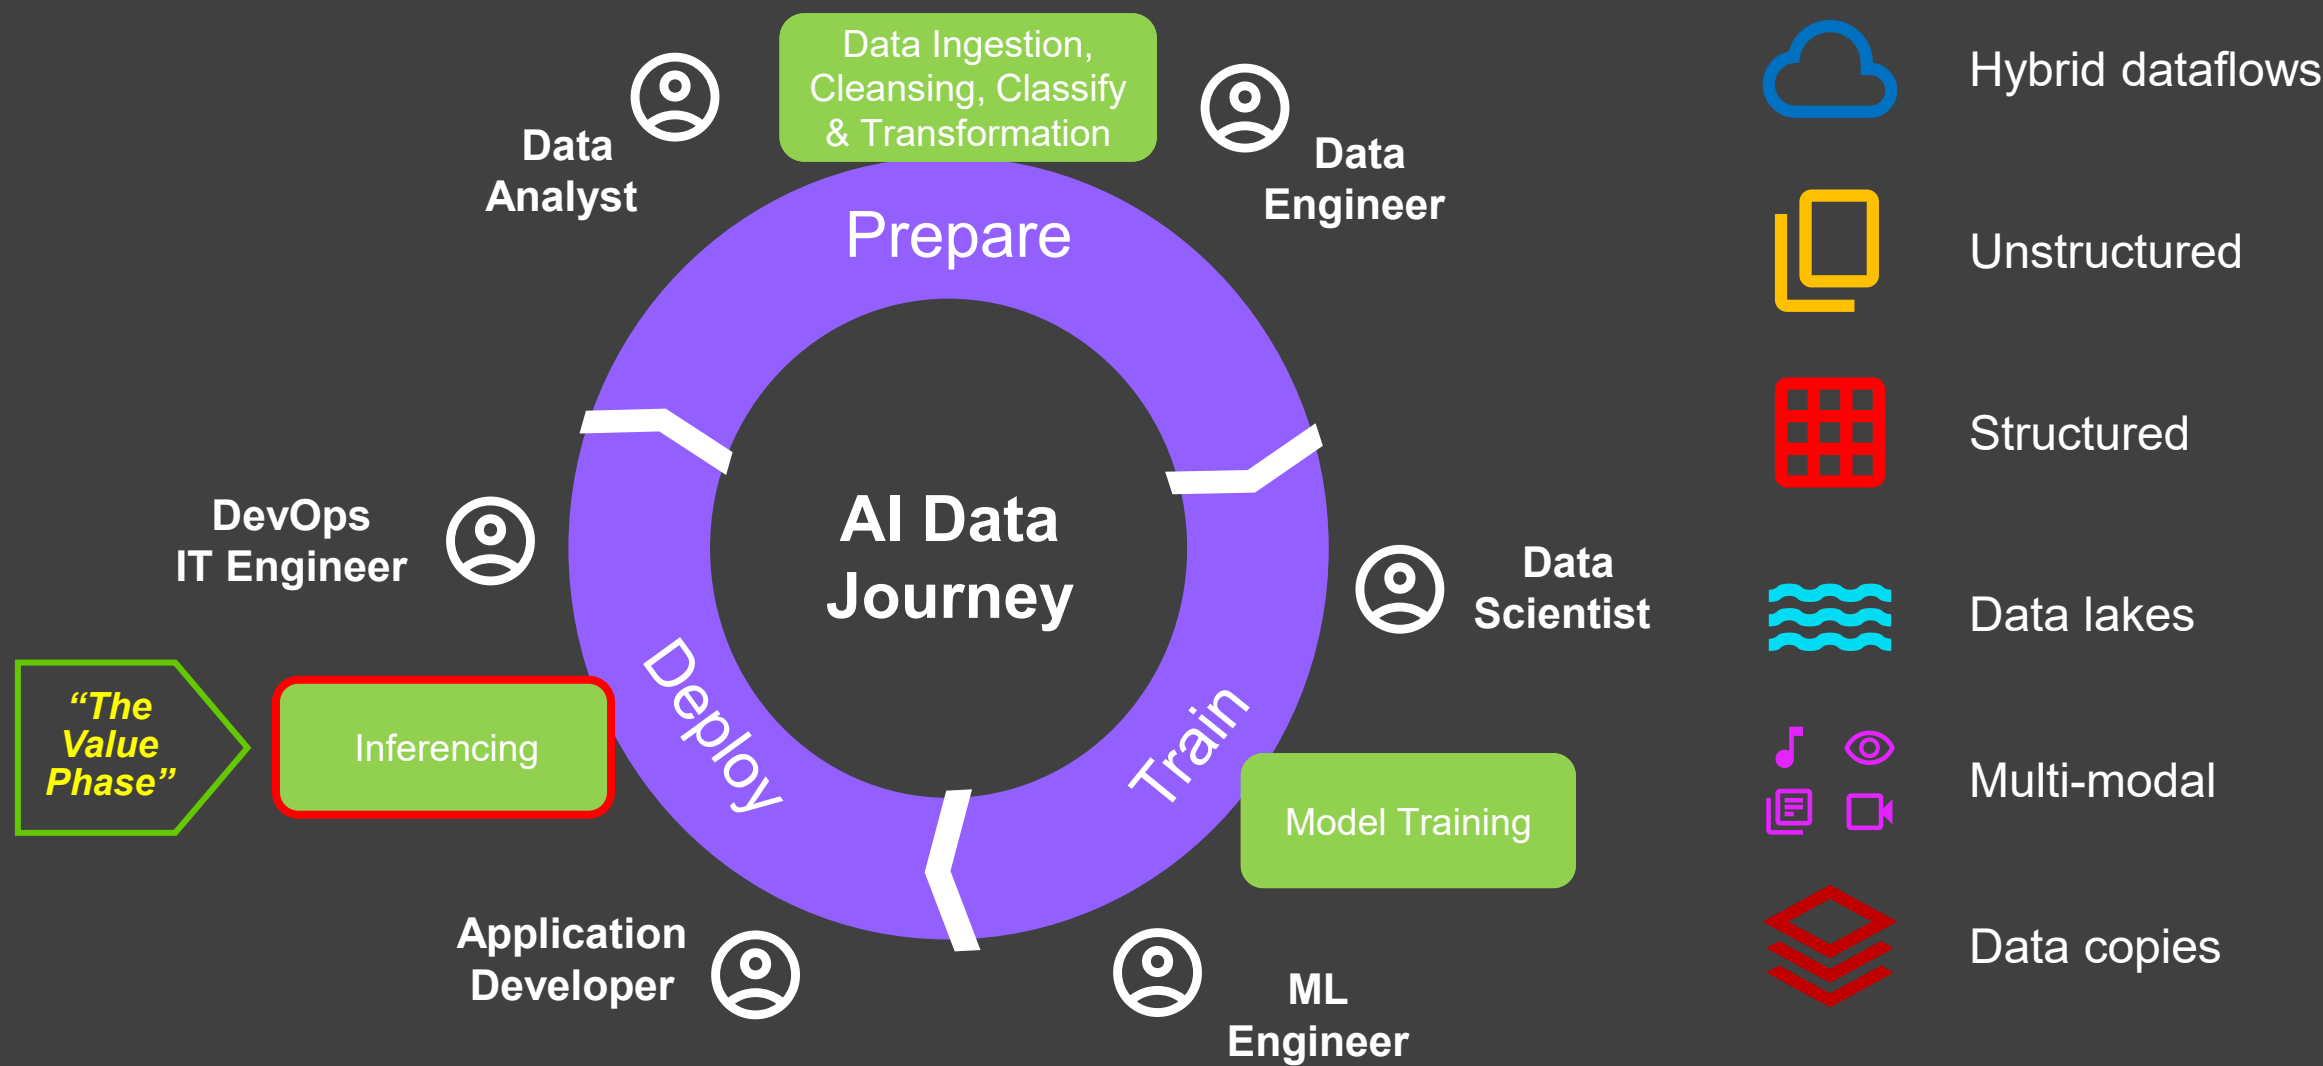 Data Ingestion,
Cleansing, Classify
& Transformation
Data
Analyst
Data
Engineer
Prepare
AI Data
Journey
DevOps
IT Engineer
Data
Scientist
Deploy
Train
“The
Value
Phase”
Inferencing
Model Training
Application
Developer
ML
Engineer
Hybrid dataflows
Unstructured
Structured
Data lakes
Multi-modal
Data copies